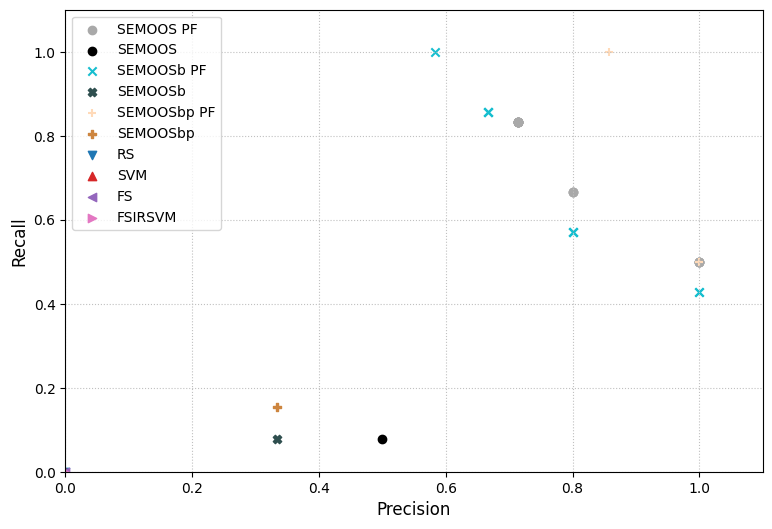 SEMOOS PF
SEMOOS
SEMOOSb PF
SEMOOSb
SEMOOSbp PF
SEMOOSbp
RS
SVM
FS
FSIRSVM
1.0
0.8
0.6
0.4
0.2
0.0
Recall
0.0 0.2 0.4 0.6 0.8 1.0
Precision